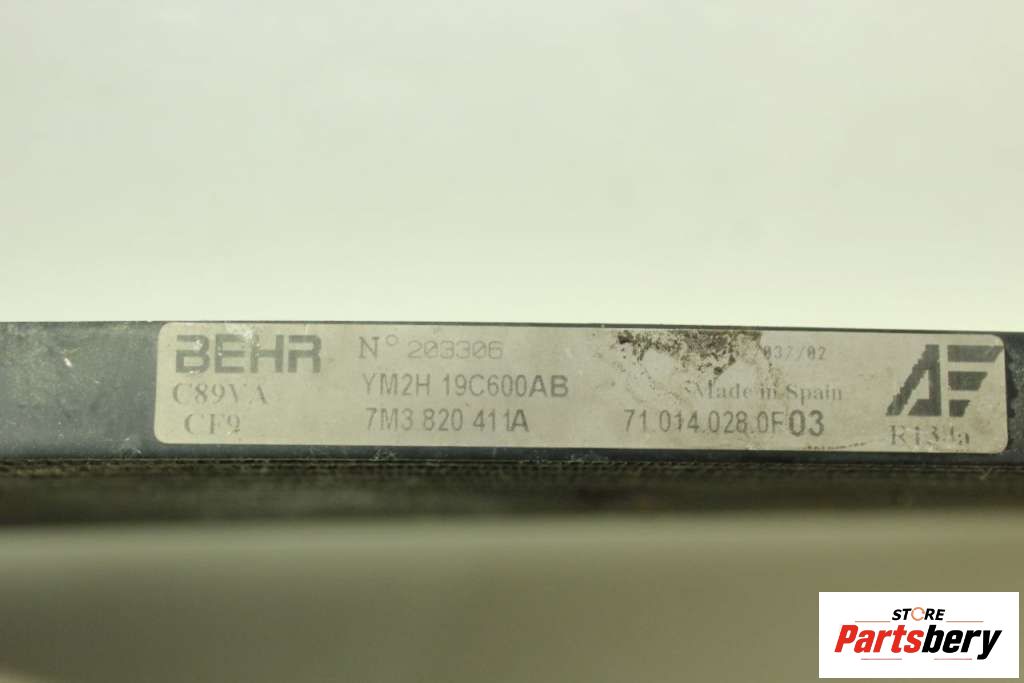 BEHR
C89VA
CF9
N° 203306
YM2H 19C600AB
7M3 820 411A
037/02
Made in Spain
71.014.028.0F03
AF
R134a
STORE
Partsbery